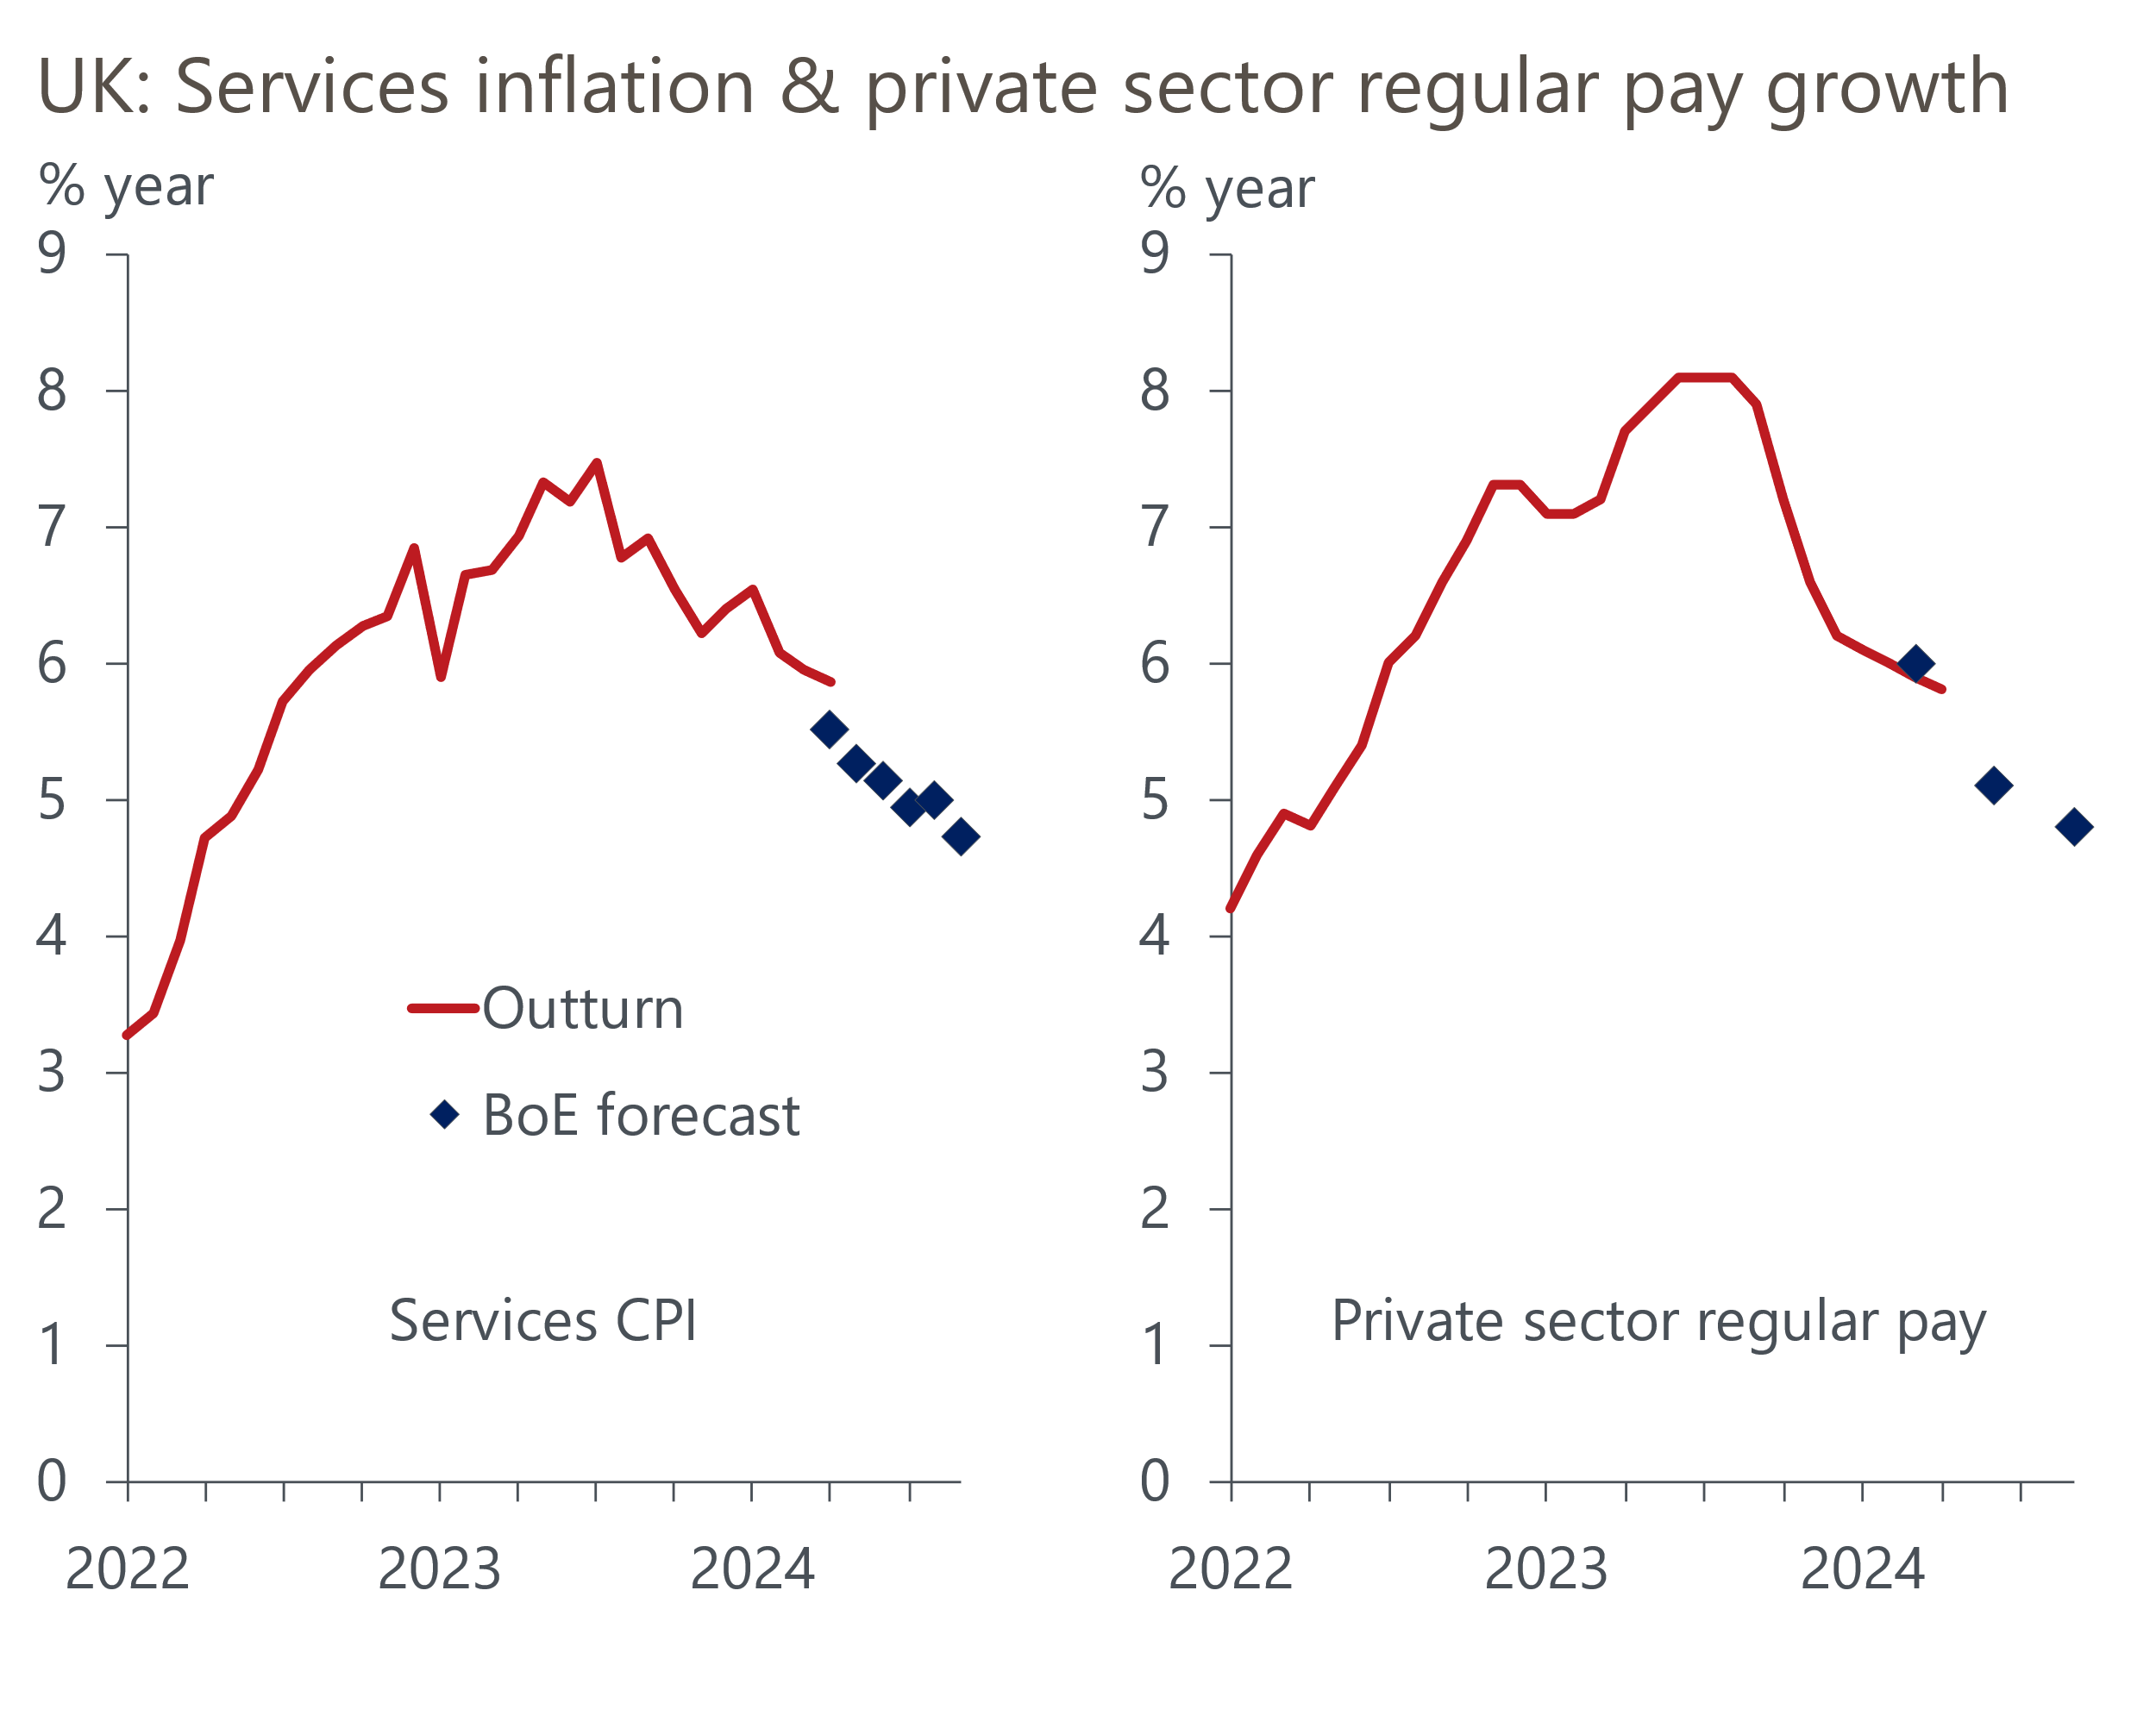 UK: Services inflation & private sector regular pay growth
% year
9
8
7
6
5
4
3
2
1
0
Outturn
BoE forecast
Services CPI
2022 2023 2024
% year
9
8
7
6
5
4
3
2
1
0
Private sector regular pay
2022 2023 2024